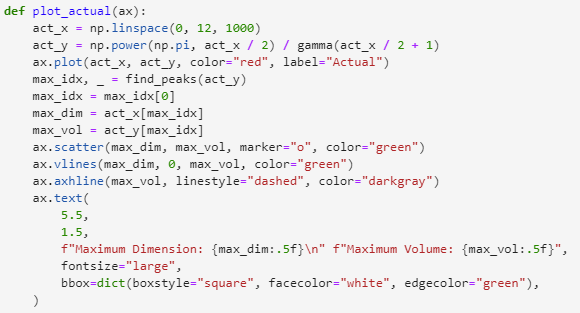 def plot_actual(ax):
    act_x = np.linspace(0, 12, 1000)
    act_y = np.power(np.pi, act_x / 2) / gamma(act_x / 2 + 1)
    ax.plot(act_x, act_y, color="red", label="Actual")
    max_idx, _ = find_peaks(act_y)
    max_idx = max_idx[0]
    max_dim = act_x[max_idx]
    max_vol = act_y[max_idx]
    ax.scatter(max_dim, max_vol, marker="o", color="green")
    ax.vlines(max_dim, 0, max_vol, color="green")
    ax.axhline(max_vol, linestyle="dashed", color="darkgray")
    ax.text(
        5.5,
        1.5,
        f"Maximum Dimension: {max_dim:.5f}\n" f"Maximum Volume: {max_vol:.5f}",
        fontsize="large",
        bbox=dict(boxstyle="square", facecolor="white", edgecolor="green"),
    )